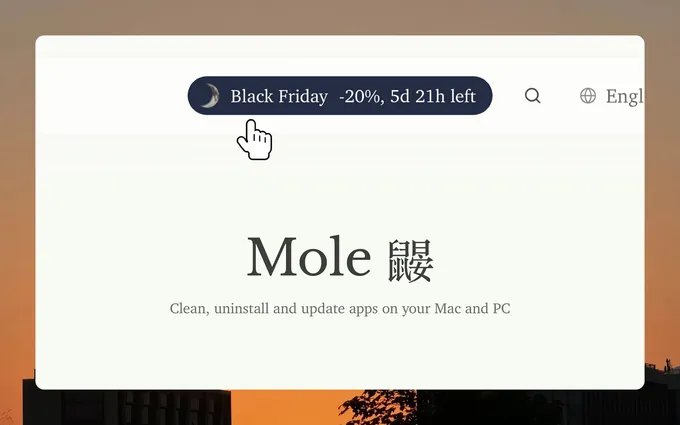 Black Friday -20%, 5d 21h left
Engl
Mole 鼹
Clean, uninstall and update apps on your Mac and PC